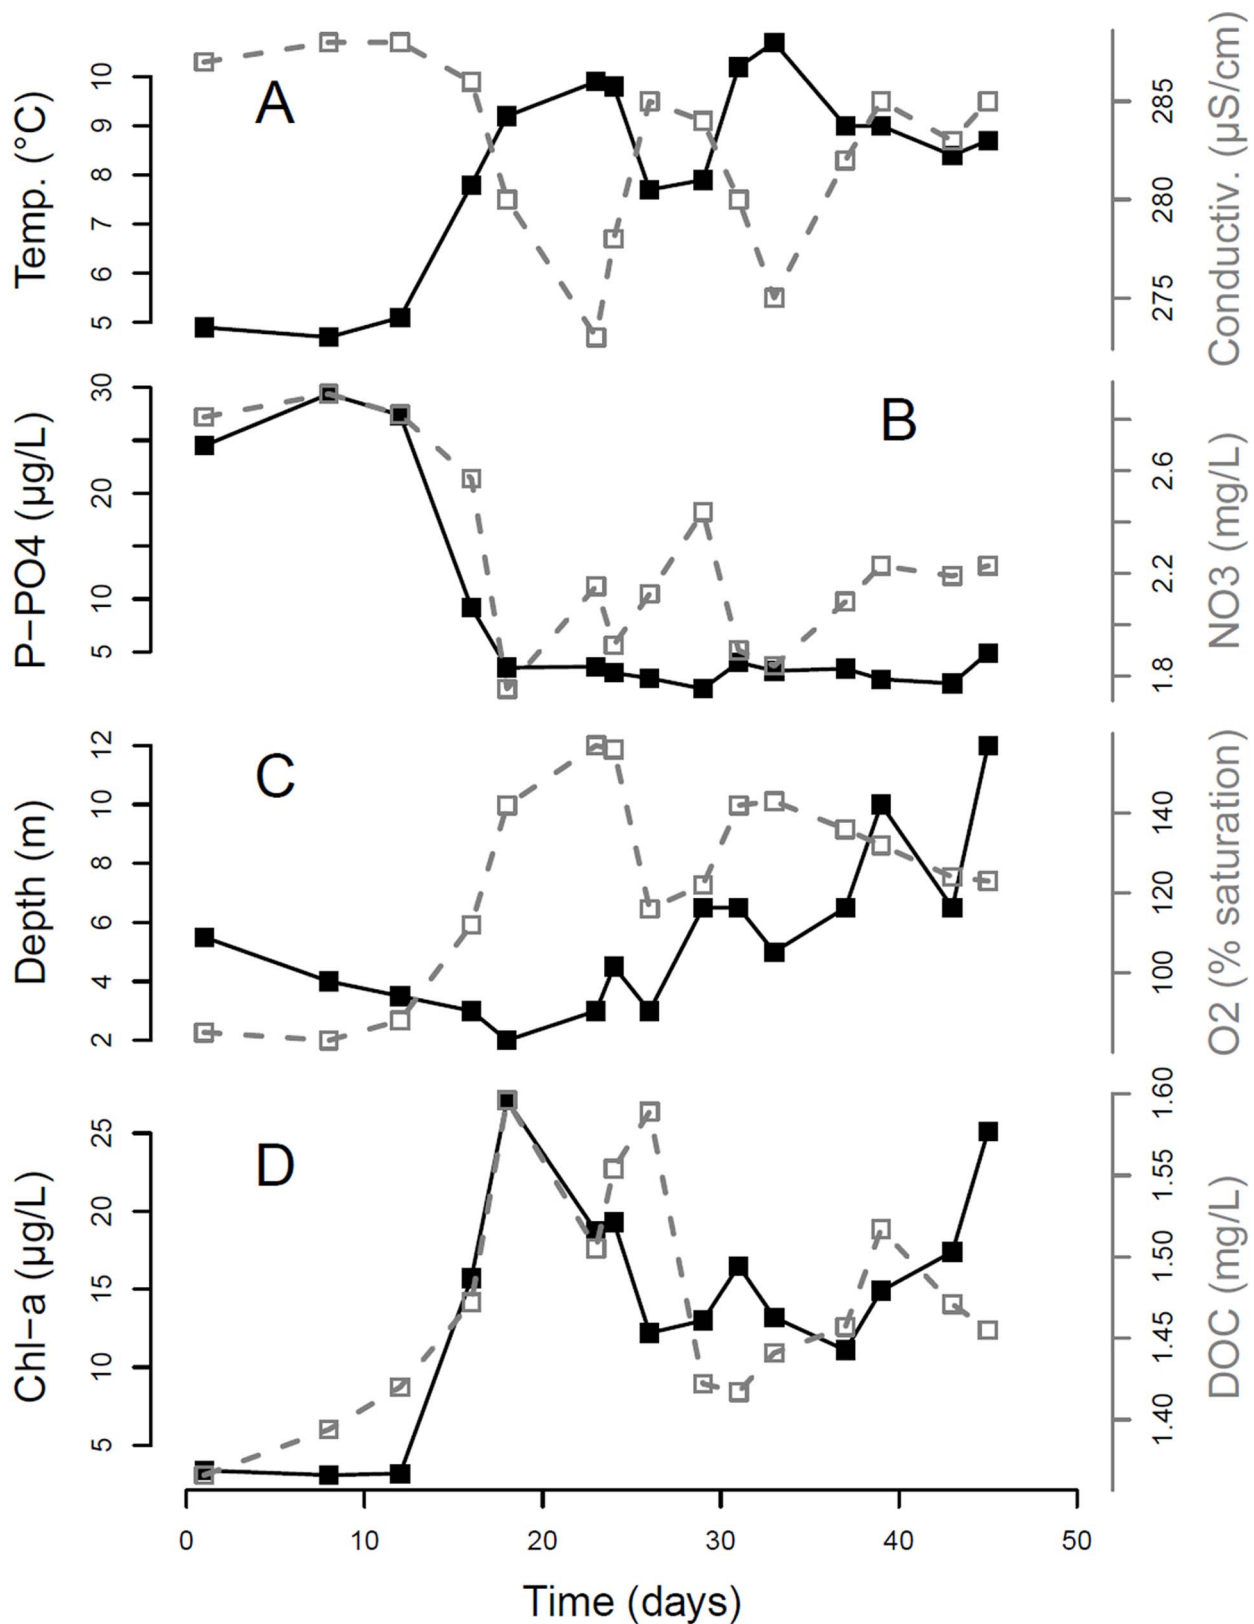 A
Temp. (°C)
10
9
8
7
6
5
Conductiv. (µS/cm)
285
280
275
B
P−PO4 (µg/L)
30
20
10
5
NO3 (mg/L)
2.6
2.2
1.8
C
Depth (m)
12
10
8
6
4
2
O2 (% saturation)
140
120
100
D
Chl−a (µg/L)
25
20
15
10
5
DOC (mg/L)
1.60
1.55
1.50
1.45
1.40
0 10 20 30 40 50
Time (days)